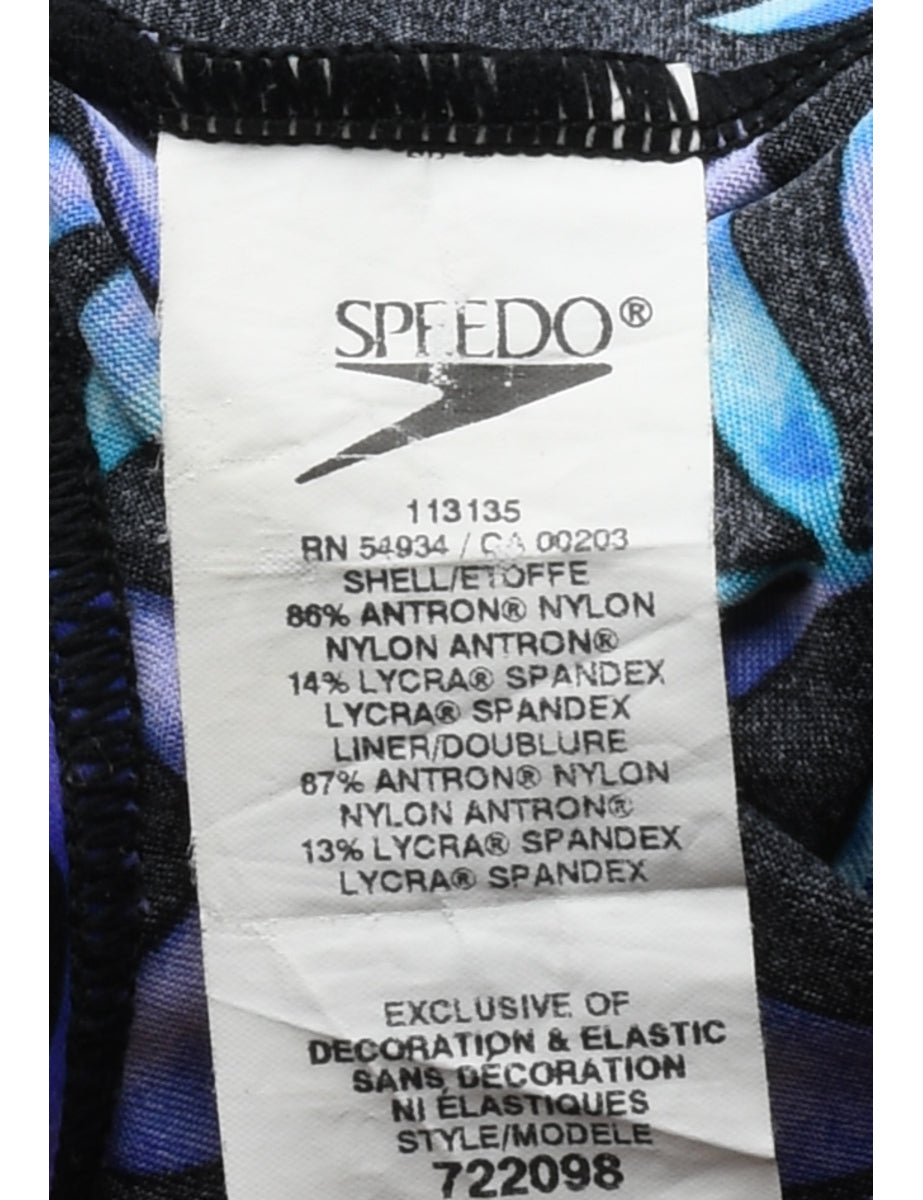 SPEEDO®
113135
RN 54934 / CA 00203
SHELL/ETOFFE
86% ANTRON® NYLON
NYLON ANTRON®
14% LYCRA® SPANDEX
LYCRA® SPANDEX
LINER/DOUBLURE
87% ANTRON® NYLON
NYLON ANTRON®
13% LYCRA® SPANDEX
LYCRA® SPANDEX
EXCLUSIVE OF
DECORATION & ELASTIC
SANS DÉCORATION
NI ÉLASTIQUES
STYLE/MODELE
722098